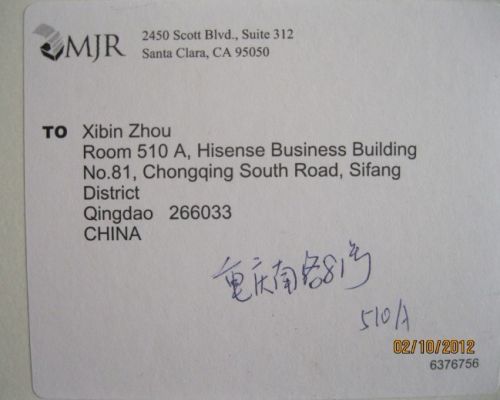 MJR
2450 Scott Blvd., Suite 312
Santa Clara, CA 95050
TO Xibin Zhou
Room 510 A, Hisense Business Building
No.81, Chongqing South Road, Sifang
District
Qingdao 266033
CHINA
重庆南路81号
510A
02/10/2012
6376756